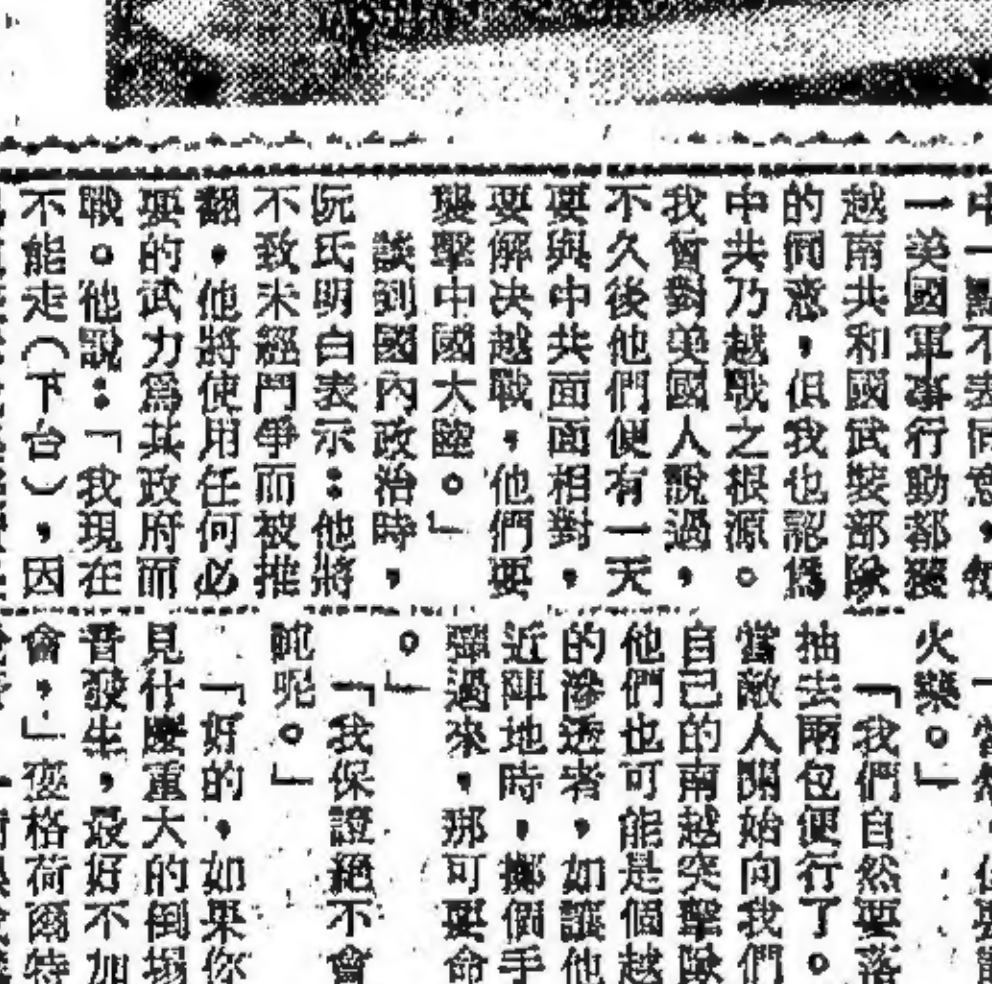 中一點不表同意，如
一美國軍事行動都獲
越南共和國武裝部隊
的同意，但我也認爲
中共乃越戰之根源。
我曾對美國人說過，
不久後他們便有一天
要與中共面面相對，
要解决越戰，他們要
襲擊中國大陸。」
談到國內政治時，
阮氏明白表示：他將
不致未經鬥爭而被推
翻，他將使用任何必
要的武力爲其政府而
戰。他說：「我現在
不能走（下台），因
火藥。」
「我們自然要落
抽去兩包便行了。
當敵人開始向我們
自己的南越突擊隊
他們也可能是個越
的滲透者，如讓他
近陣地時，擲個手
彈過來，那可要命
。」
「我保證絕不會
盹呢。」
「好的，如果你
見什麼重大的倒塌
音發生，最好不加
會，」麥格荷爾特